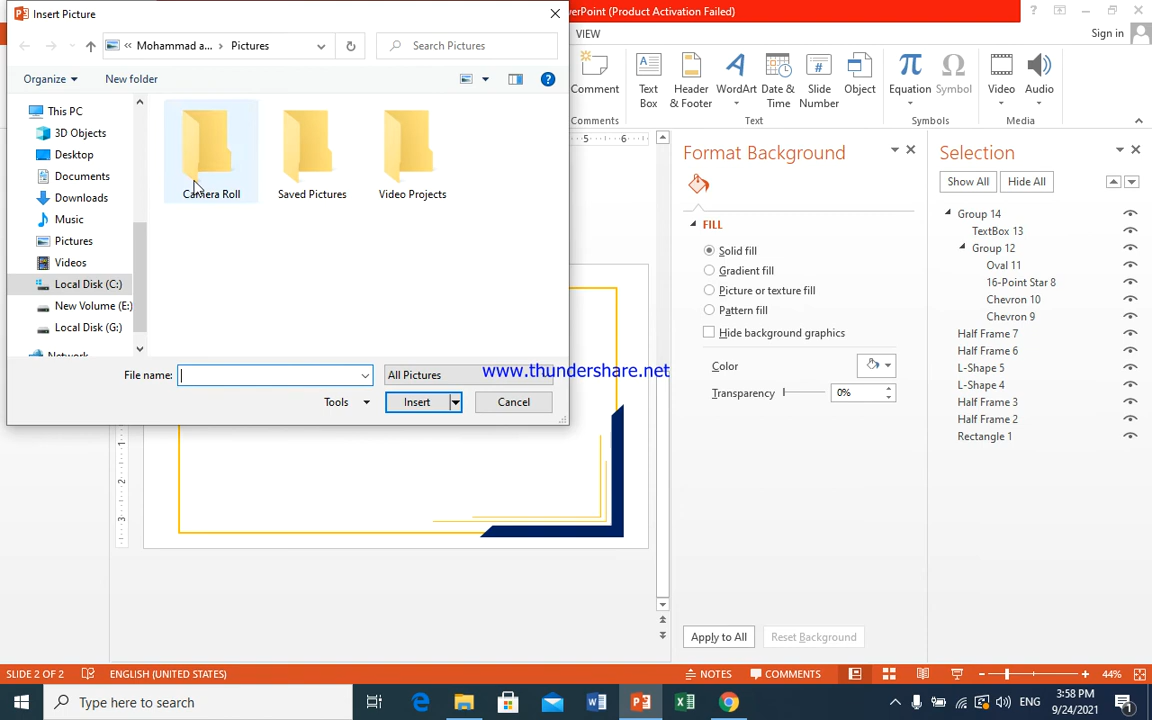 Insert Picture
PowerPoint (Product Activation Failed)
VIEW
Sign in
« Mohammad a... › Pictures
Search Pictures
Organize
New folder
This PC
3D Objects
Desktop
Documents
Downloads
Music
Pictures
Videos
Local Disk (C:)
New Volume (E:)
Local Disk (G:)
Network
Camera Roll
Saved Pictures
Video Projects
File name:
All Pictures
Tools
Insert
Cancel
www.thundershare.net
Comment
Text Box
Header & Footer
WordArt
Date & Time
Slide Number
Object
Equation
Symbol
Video
Audio
Comments
Text
Symbols
Media
5
6
1
2
3
Format Background
FILL
Solid fill
Gradient fill
Picture or texture fill
Pattern fill
Hide background graphics
Color
Transparency
0%
Apply to All
Reset Background
Selection
Show All
Hide All
Group 14
TextBox 13
Group 12
Oval 11
16-Point Star 8
Chevron 10
Chevron 9
Half Frame 7
Half Frame 6
L-Shape 5
L-Shape 4
Half Frame 3
Half Frame 2
Rectangle 1
SLIDE 2 OF 2
ENGLISH (UNITED STATES)
NOTES
COMMENTS
44%
Type here to search
ENG
3:58 PM
9/24/2021
1